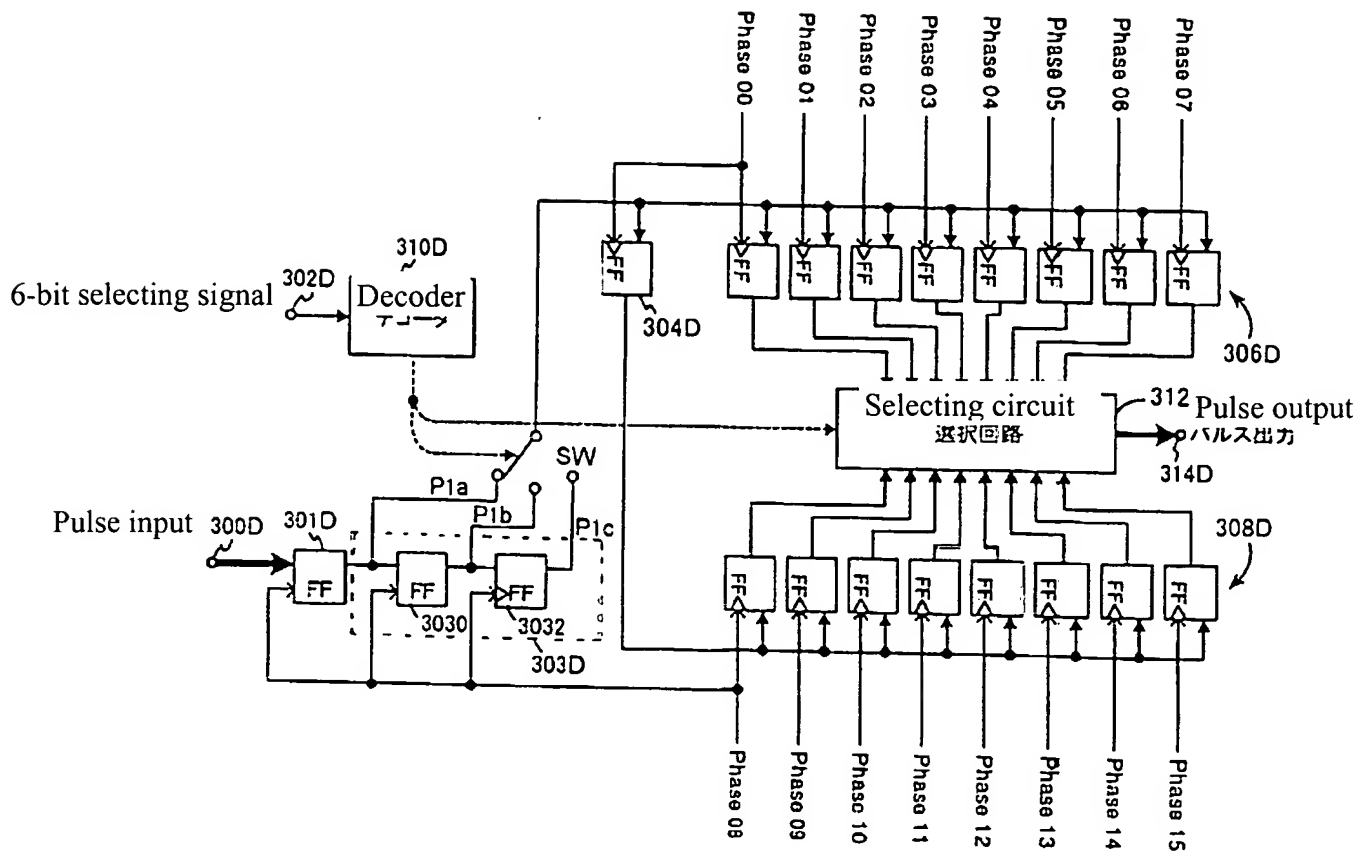 Phase 00
Phase 01
Phase 02
Phase 03
Phase 04
Phase 05
Phase 06
Phase 07
310D
302D
6-bit selecting signal
Decoder
FF
304D
FF
FF
FF
FF
FF
FF
FF
FF
306D
Selecting circuit
選択回路
312
Pulse output
パルス出力
314D
SW
P1a
P1b
P1c
Pulse input
300D
301D
FF
FF
3030
FF
3032
303D
FF
FF
FF
FF
FF
FF
FF
FF
308D
Phase 08
Phase 09
Phase 10
Phase 11
Phase 12
Phase 13
Phase 14
Phase 15